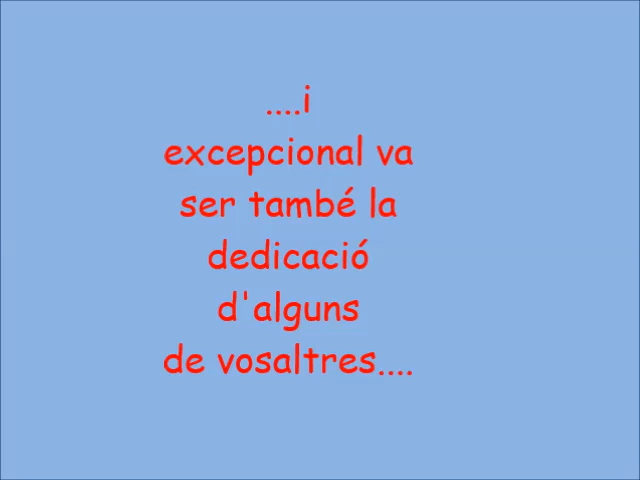 ....i
excepcional va
ser també la
dedicació
d'alguns
de vosaltres....